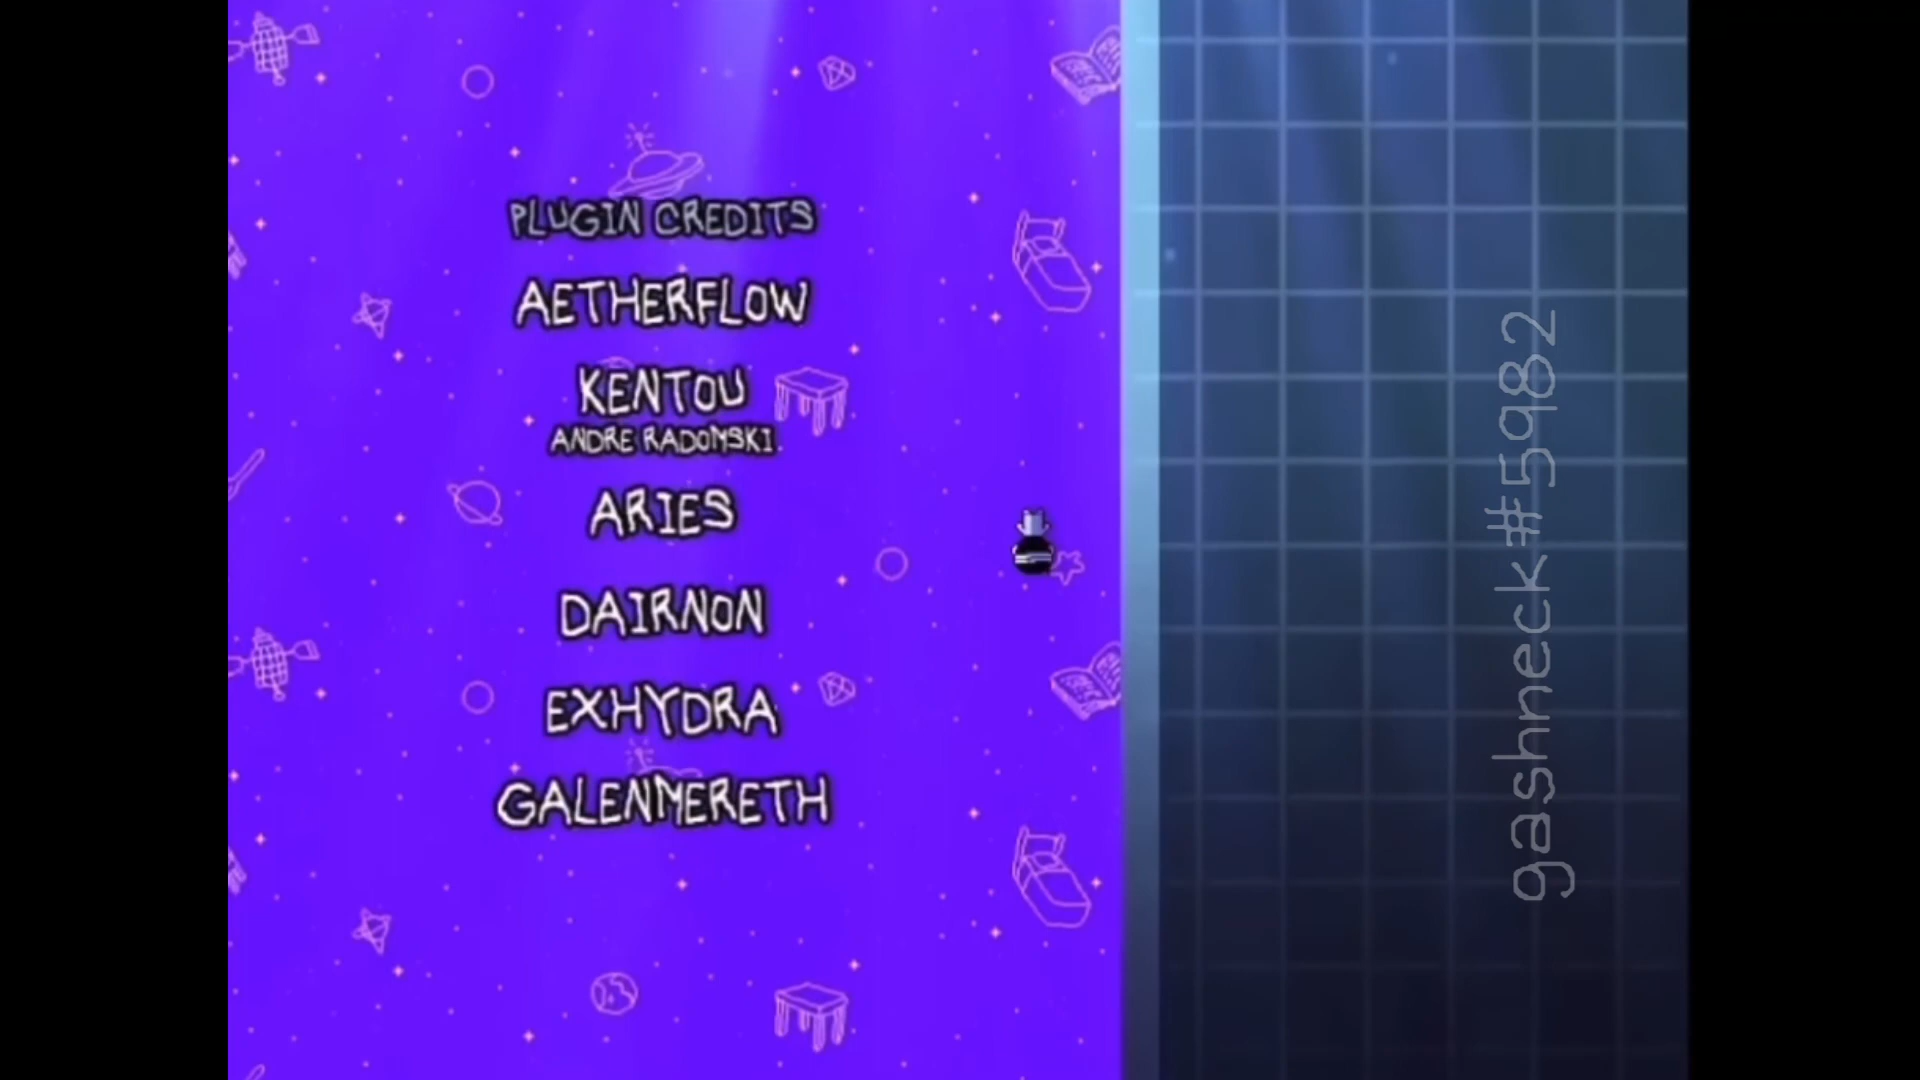 PLUGIN CREDITS
AETHERFLOW
KENTOU
ANDRE RADOMSKI
ARIES
DAIRNON
EXHYDRA
GALENMERETH
gashneck#5982